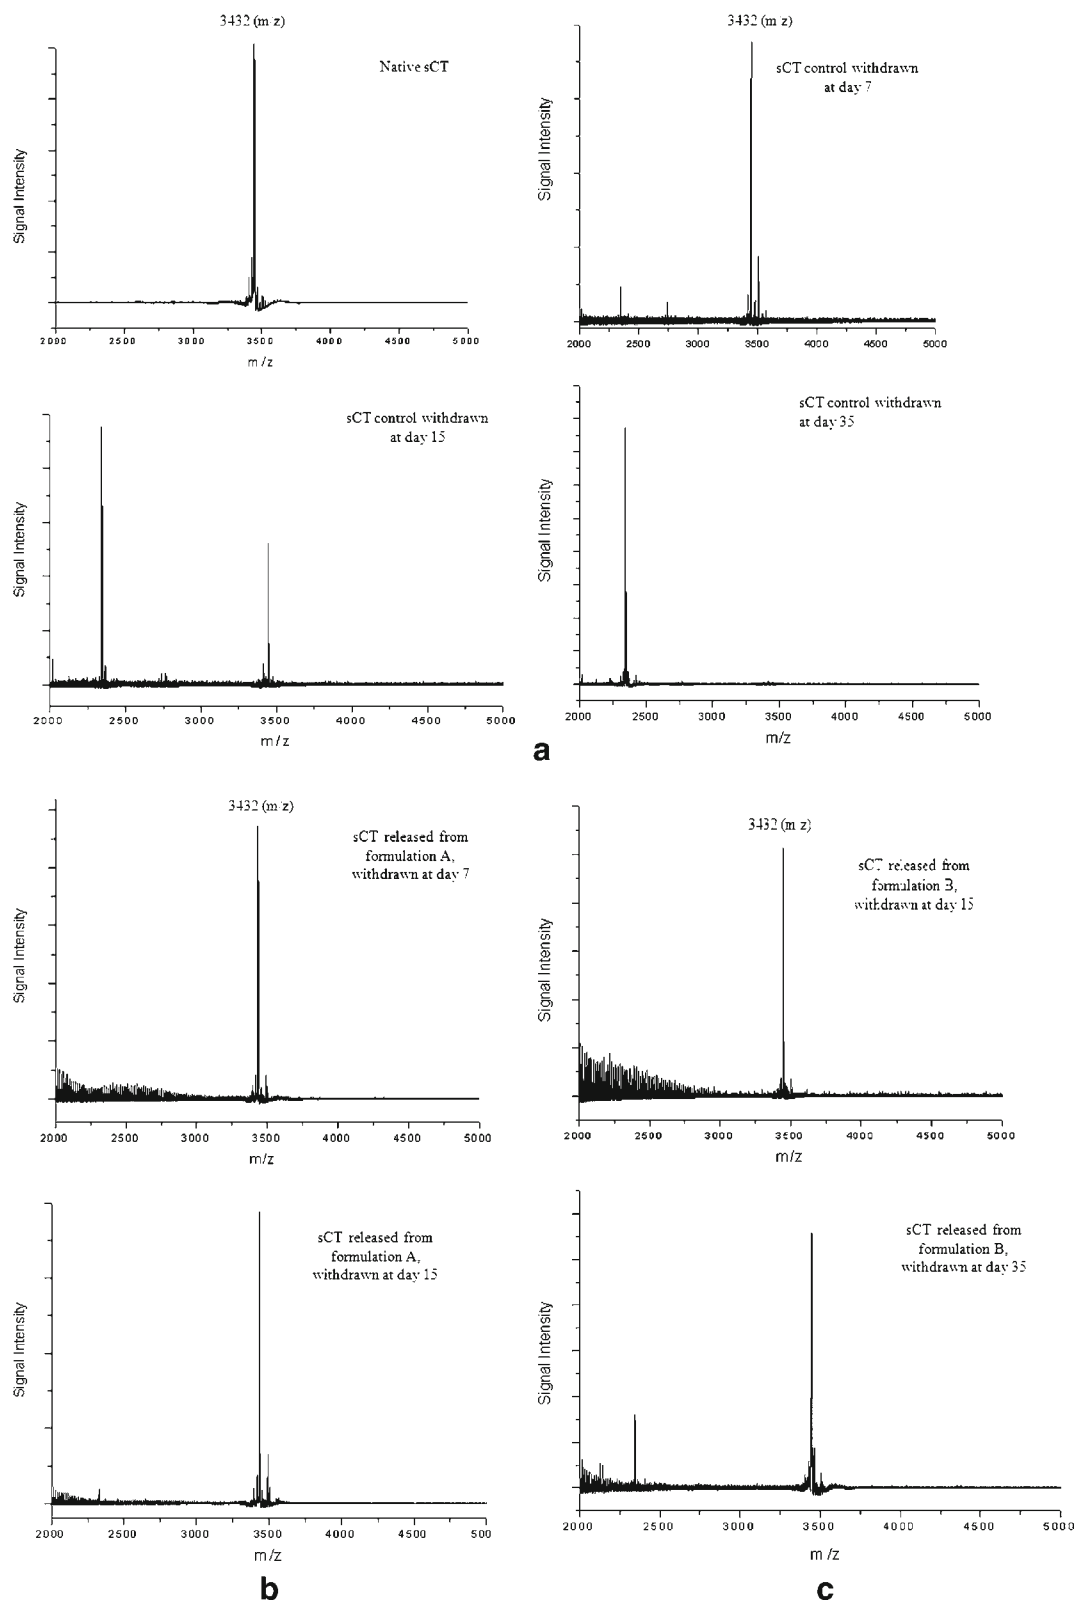 3432 (m/z)
Native sCT
Signal Intensity
2000 2500 3000 3500 4000 4500 5000
m/z
3432 (m/z)
sCT control withdrawn
at day 7
Signal Intensity
2000 2500 3000 3500 4000 4500 5000
sCT control withdrawn
at day 15
Signal Intensity
2000 2500 3000 3500 4000 4500 5000
m/z
sCT control withdrawn
at day 35
Signal Intensity
2000 2500 3000 3500 4000 4500 5000
m/z
a
3432 (m/z)
sCT released from
formulation A,
withdrawn at day 7
Signal Intensity
2000 2500 3000 3500 4000 4500 5000
m/z
3432 (m/z)
sCT released from
formulation B,
withdrawn at day 15
Signal Intensity
2000 2500 3000 3500 4000 4500 5000
m/z
sCT released from
formulation A,
withdrawn at day 15
Signal Intensity
2000 2500 3000 3500 4000 4500 500
m/z
sCT released from
formulation B,
withdrawn at day 35
Signal Intensity
2000 2500 3000 3500 4000 4500 5000
m/z
b
c